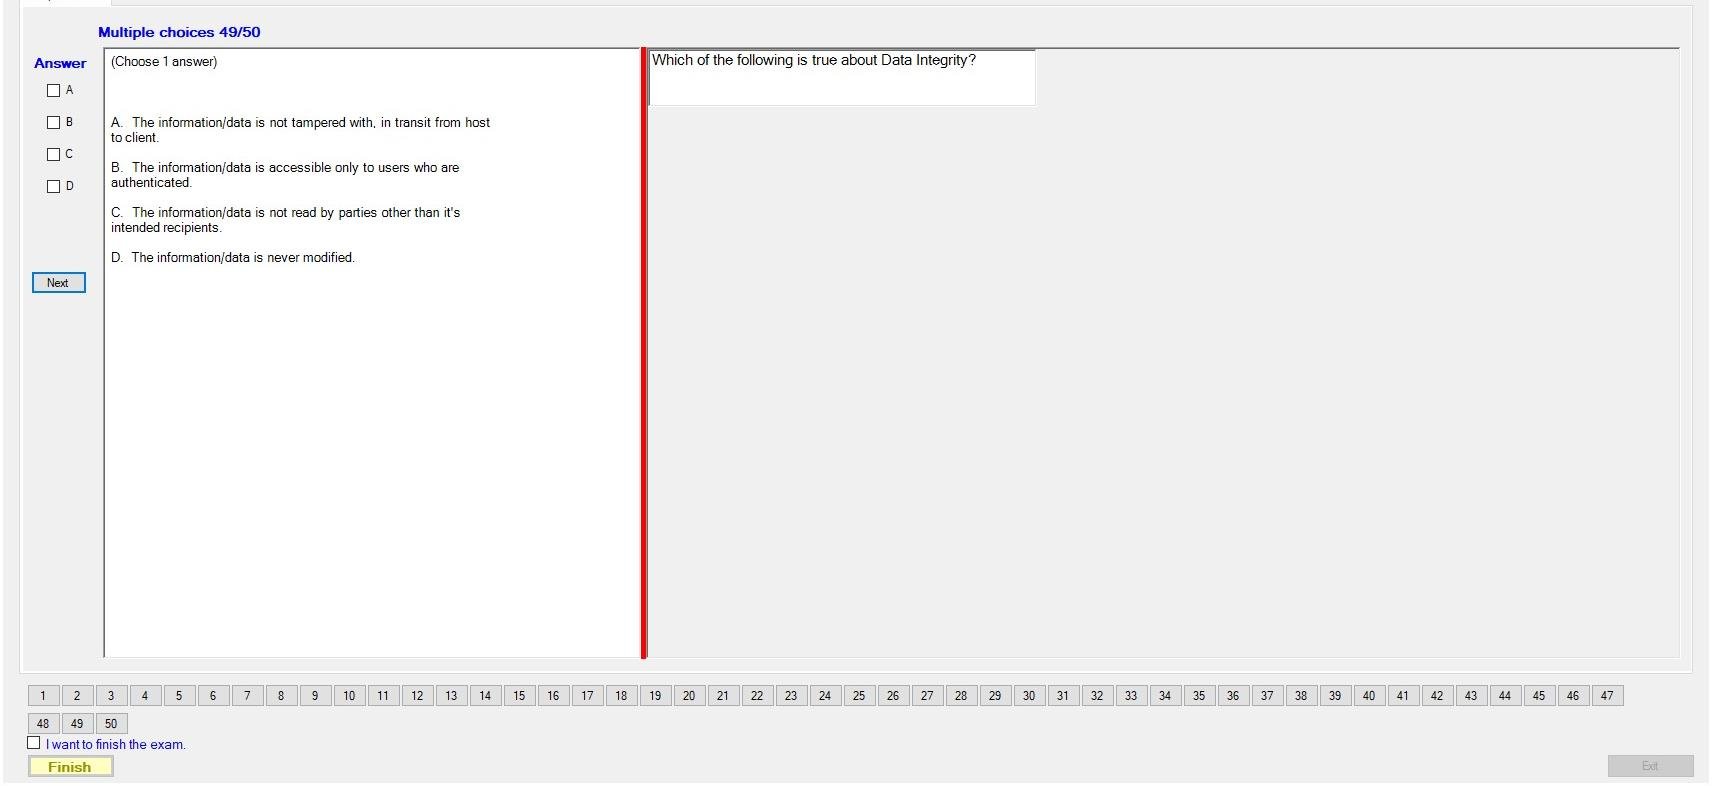 Multiple choices 49/50
Answer
A
B
C
D
Next
(Choose 1 answer)
A. The information/data is not tampered with, in transit from host
to client.
B. The information/data is accessible only to users who are
authenticated.
C. The information/data is not read by parties other than it's
intended recipients.
D. The information/data is never modified.
Which of the following is true about Data Integrity?
1 2 3 4 5 6 7 8 9 10 11 12 13 14 15 16 17 18 19 20 21 22 23 24 25 26 27 28 29 30 31 32 33 34 35 36 37 38 39 40 41 42 43 44 45 46 47
48 49 50
I want to finish the exam.
Finish
Exit